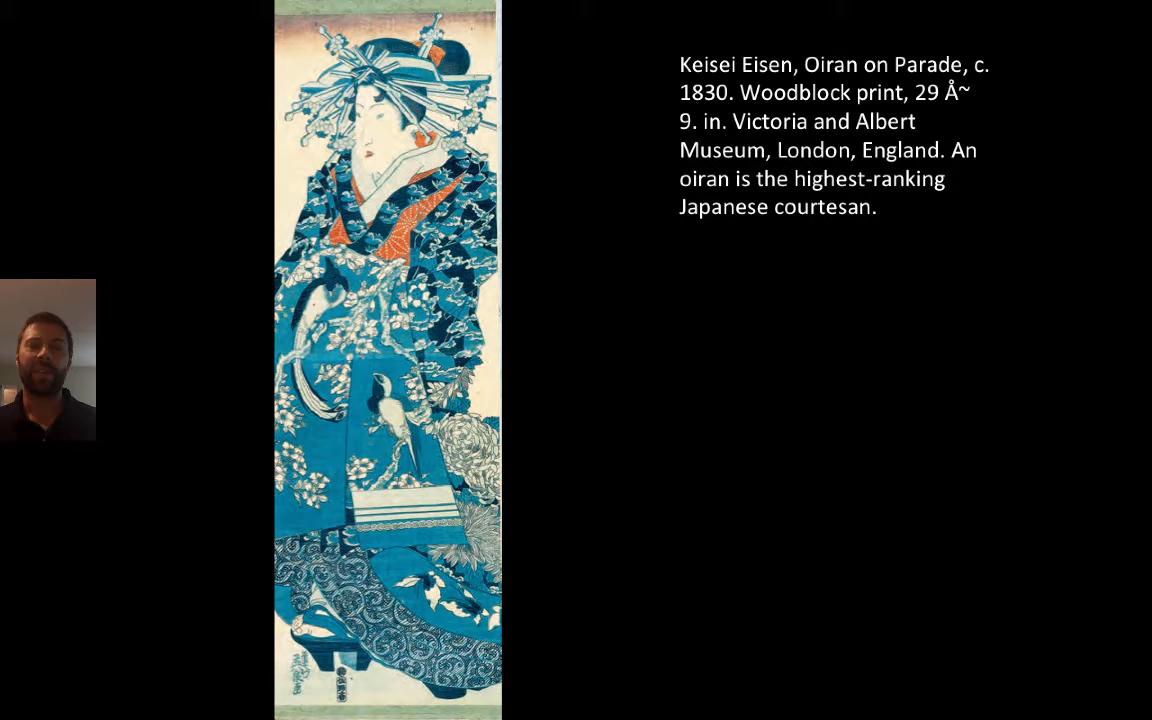 Keisei Eisen, Oiran on Parade, c.
1830. Woodblock print, 29 Å~
9. in. Victoria and Albert
Museum, London, England. An
oiran is the highest-ranking
Japanese courtesan.